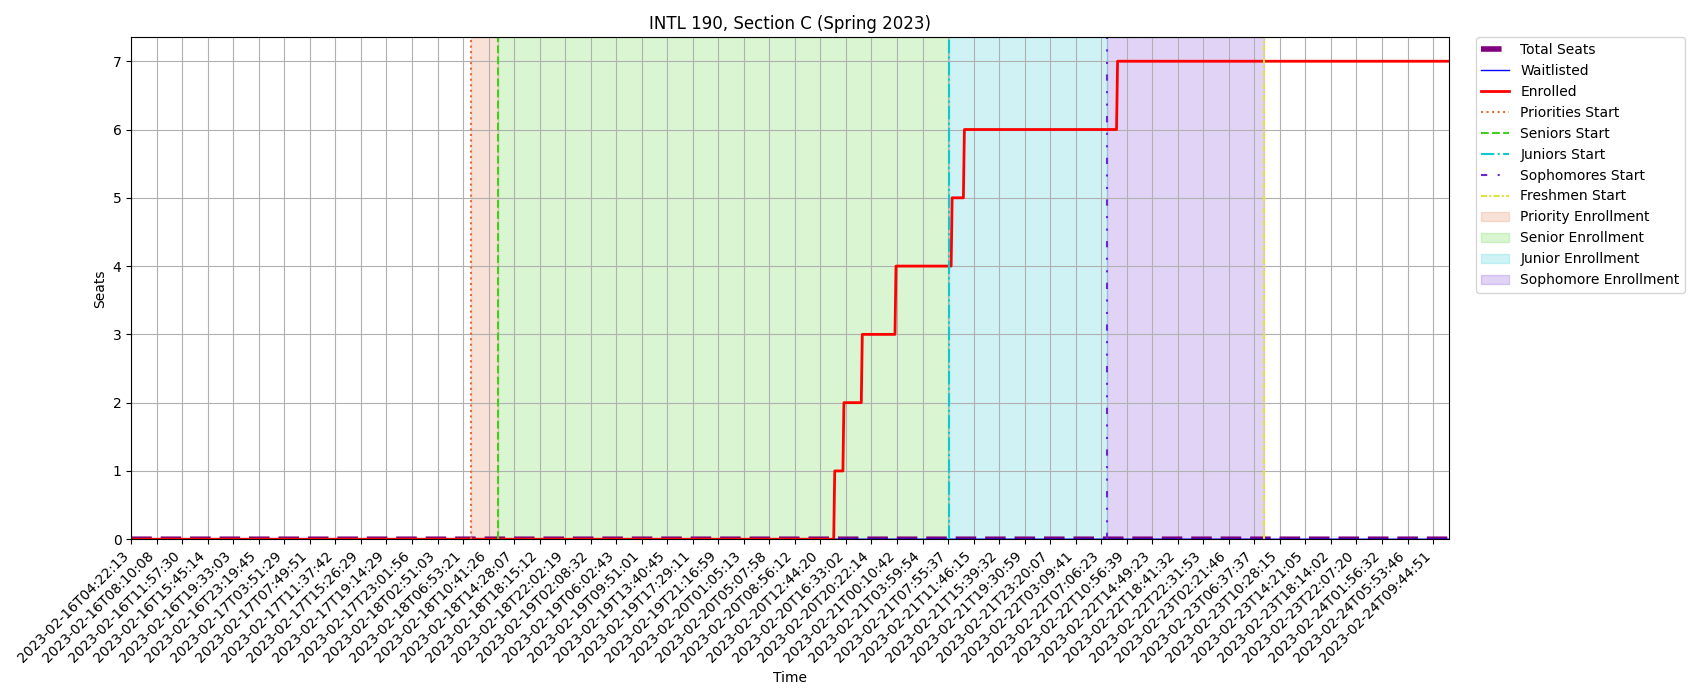 INTL 190, Section C (Spring 2023)
Seats
7
6
5
4
3
2
1
0
2023-02-16T04:22:13
2023-02-16T08:10:08
2023-02-16T11:57:30
2023-02-16T15:45:14
2023-02-16T19:33:03
2023-02-16T23:19:45
2023-02-17T03:51:29
2023-02-17T07:49:51
2023-02-17T11:37:42
2023-02-17T15:26:29
2023-02-17T19:14:29
2023-02-17T23:01:56
2023-02-18T02:51:03
2023-02-18T06:53:21
2023-02-18T10:41:26
2023-02-18T14:28:07
2023-02-18T18:15:12
2023-02-18T22:02:19
2023-02-19T02:08:32
2023-02-19T06:02:43
2023-02-19T09:51:01
2023-02-19T13:40:45
2023-02-19T17:29:11
2023-02-19T21:16:59
2023-02-20T01:05:13
2023-02-20T05:07:58
2023-02-20T08:56:12
2023-02-20T12:44:20
2023-02-20T16:33:02
2023-02-20T20:22:14
2023-02-21T00:10:42
2023-02-21T03:59:54
2023-02-21T07:55:37
2023-02-21T11:46:15
2023-02-21T15:39:32
2023-02-21T19:30:59
2023-02-21T23:20:07
2023-02-22T03:09:41
2023-02-22T07:06:23
2023-02-22T10:56:39
2023-02-22T14:49:23
2023-02-22T18:41:32
2023-02-22T22:31:53
2023-02-23T02:21:46
2023-02-23T06:37:37
2023-02-23T10:28:15
2023-02-23T14:21:05
2023-02-23T18:14:02
2023-02-23T22:07:20
2023-02-24T01:56:32
2023-02-24T05:53:46
2023-02-24T09:44:51
Time
Total Seats
Waitlisted
Enrolled
Priorities Start
Seniors Start
Juniors Start
Sophomores Start
Freshmen Start
Priority Enrollment
Senior Enrollment
Junior Enrollment
Sophomore Enrollment